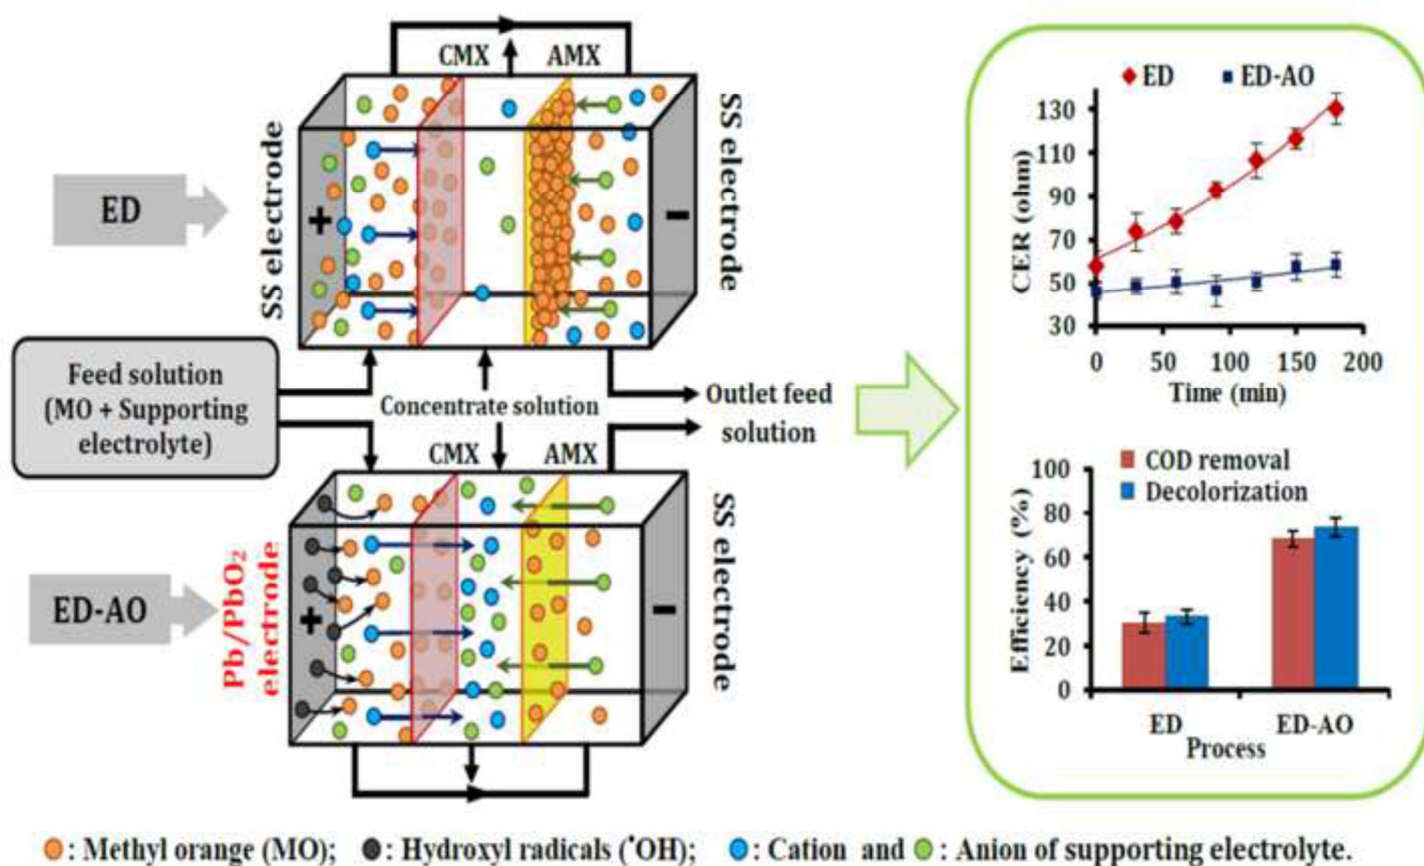 CMX
AMX
SS electrode
SS electrode
ED
+
−
Feed solution
(MO + Supporting
electrolyte)
Concentrate solution
Outlet feed
solution
CMX
AMX
Pb/PbO₂
electrode
SS electrode
ED-AO
+
−
ED
ED-AO
130
110
90
70
50
30
CER (ohm)
0 50 100 150 200
Time (min)
COD removal
Decolorization
100
80
60
40
20
0
Efficiency (%)
ED
ED-AO
Process
: Methyl orange (MO); : Hydroxyl radicals (•OH); : Cation and : Anion of supporting electrolyte.